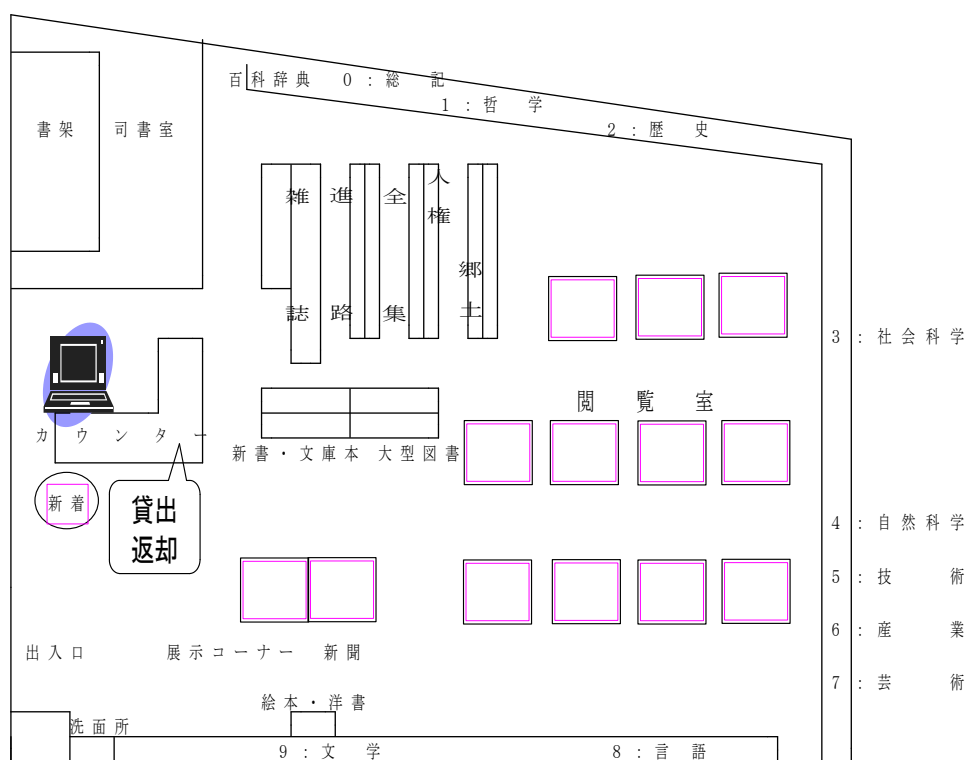 百科辞典 0:総 記
1:哲 学
2:歴 史
書架
司書室
雑誌
進路
全集
人権
郷土
3:社会科学
閲 覧 室
カウンター
新書・文庫本 大型図書
新着
貸出
返却
4:自然科学
5:技 術
6:産 業
7:芸 術
出入口
展示コーナー
新聞
絵本・洋書
洗面所
9:文 学
8:言 語